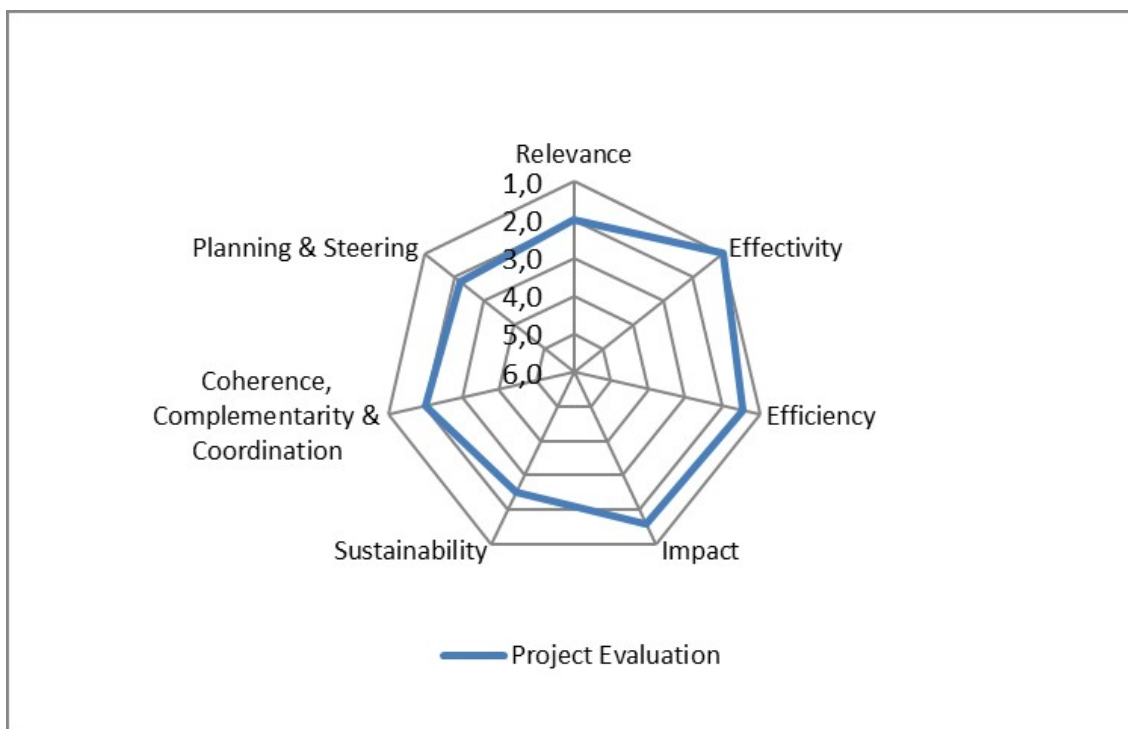 Relevance
1,0
2,0
3,0
4,0
5,0
6,0
Effectivity
Efficiency
Impact
Sustainability
Coherence,
Complementarity &
Coordination
Planning & Steering
Project Evaluation